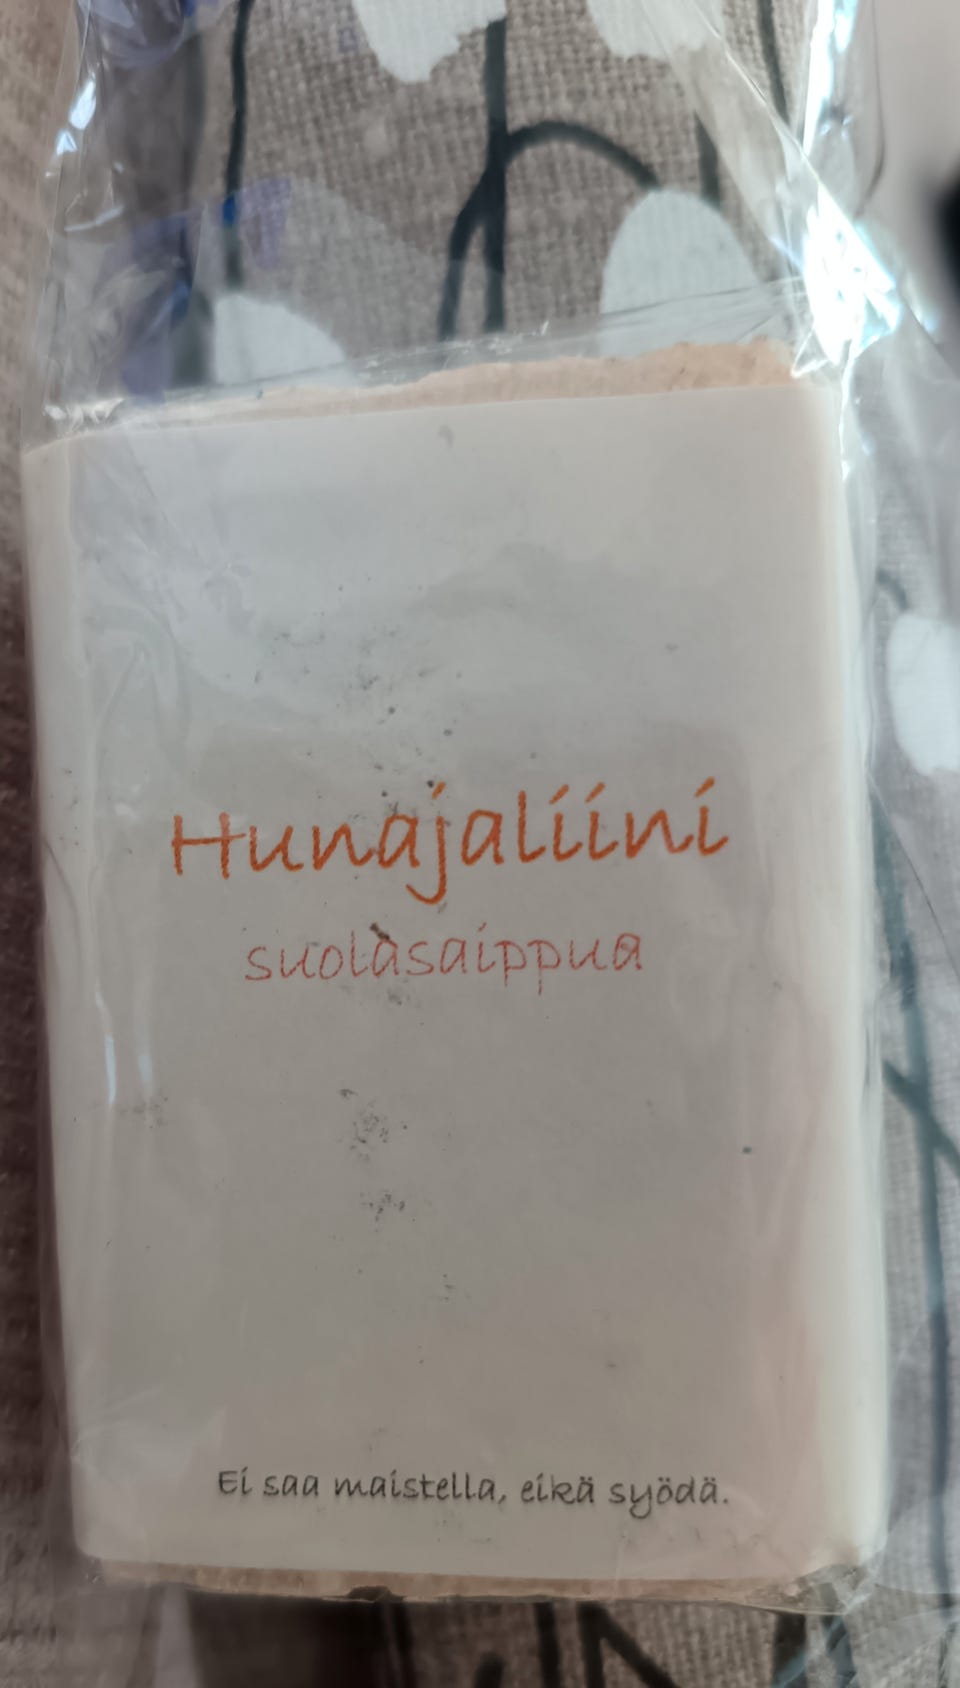 Hunajaliini
suolasaippua
Ei saa maistella, eikä syödä.